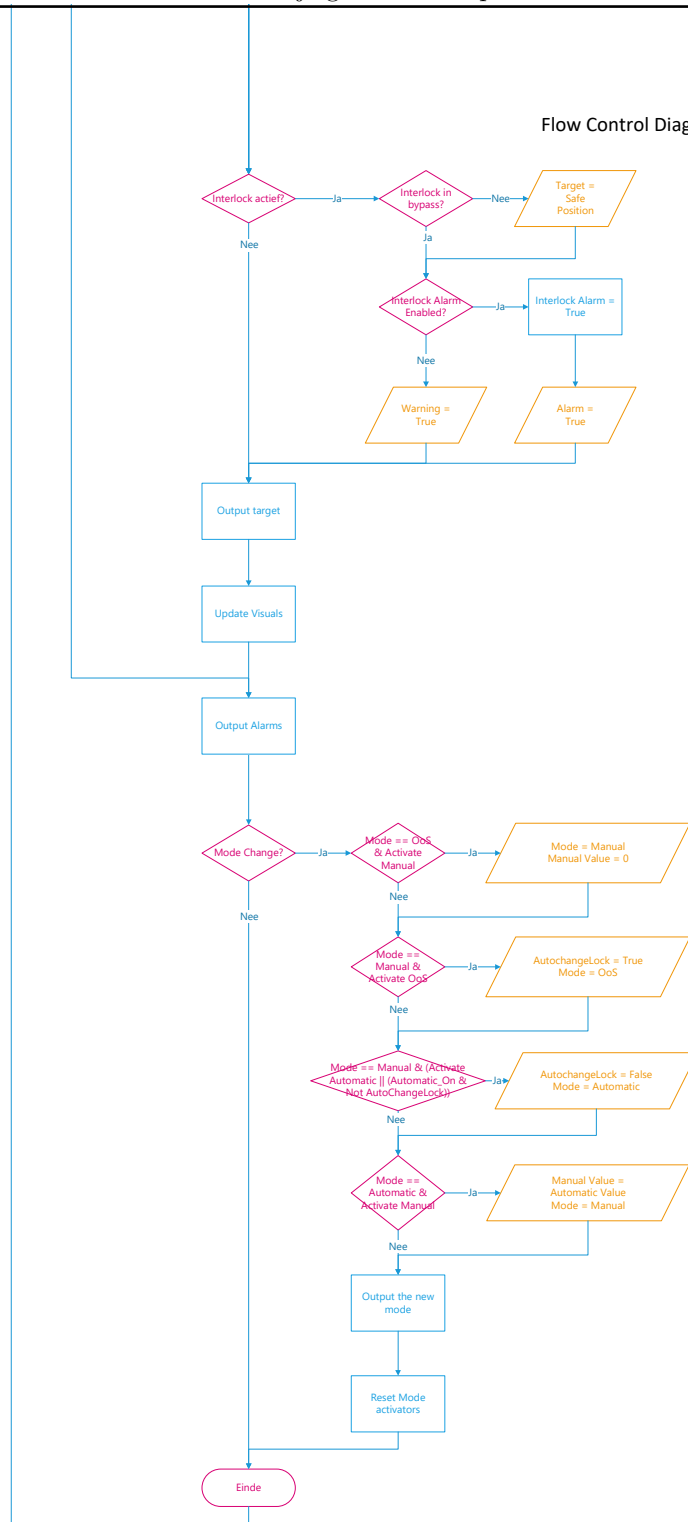 Flow Control Diag
Interlock actief?
Ja
Interlock in
bypass?
Nee
Target =
Safe
Position
Nee
Ja
Interlock Alarm
Enabled?
Ja
Interlock Alarm =
True
Nee
Warning =
True
Alarm =
True
Output target
Update Visuals
Output Alarms
Mode Change?
Ja
Mode == OoS
& Activate
Manual
Ja
Mode = Manual
Manual Value = 0
Nee
Nee
Mode ==
Manual &
Activate OoS
Ja
AutochangeLock = True
Mode = OoS
Nee
Mode == Manual & (Activate
Automatic || (Automatic_On &
Not AutoChangeLock))
Ja
AutochangeLock = False
Mode = Automatic
Nee
Mode ==
Automatic &
Activate Manual
Ja
Manual Value =
Automatic Value
Mode = Manual
Nee
Output the new
mode
Reset Mode
activators
Einde